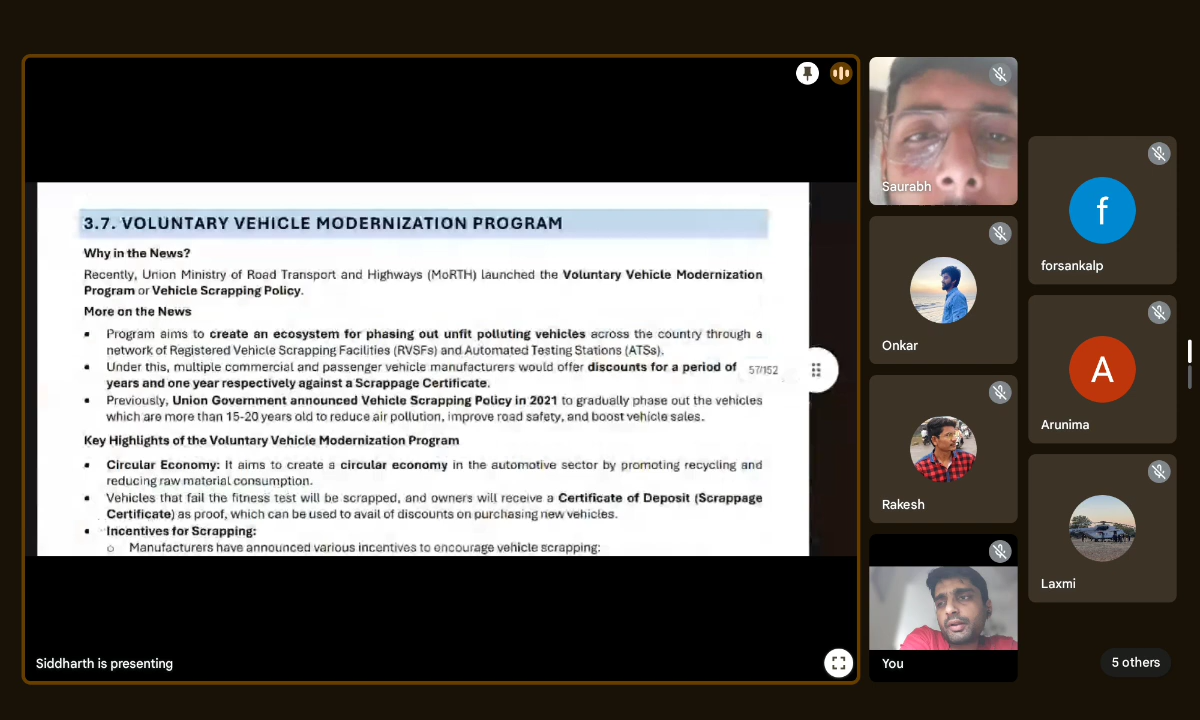 3.7. VOLUNTARY VEHICLE MODERNIZATION PROGRAM
Why in the News?
Recently, Union Ministry of Road Transport and Highways (MoRTH) launched the Voluntary Vehicle Modernization
Program or Vehicle Scrapping Policy.
More on the News
▪ Program aims to create an ecosystem for phasing out unfit polluting vehicles across the country through a
network of Registered Vehicle Scrapping Facilities (RVSFs) and Automated Testing Stations (ATSs).
▪ Under this, multiple commercial and passenger vehicle manufacturers would offer discounts for a period of
years and one year respectively against a Scrappage Certificate.
▪ Previously, Union Government announced Vehicle Scrapping Policy in 2021 to gradually phase out the vehicles
which are more than 15-20 years old to reduce air pollution, improve road safety, and boost vehicle sales.
Key Highlights of the Voluntary Vehicle Modernization Program
▪ Circular Economy: It aims to create a circular economy in the automotive sector by promoting recycling and
reducing raw material consumption.
▪ Vehicles that fail the fitness test will be scrapped, and owners will receive a Certificate of Deposit (Scrappage
Certificate) as proof, which can be used to avail of discounts on purchasing new vehicles.
▪ Incentives for Scrapping:
o Manufacturers have announced various incentives to encourage vehicle scrapping:
57/152
Siddharth is presenting
Saurabh
Onkar
Rakesh
You
f
forsankalp
A
Arunima
Laxmi
5 others